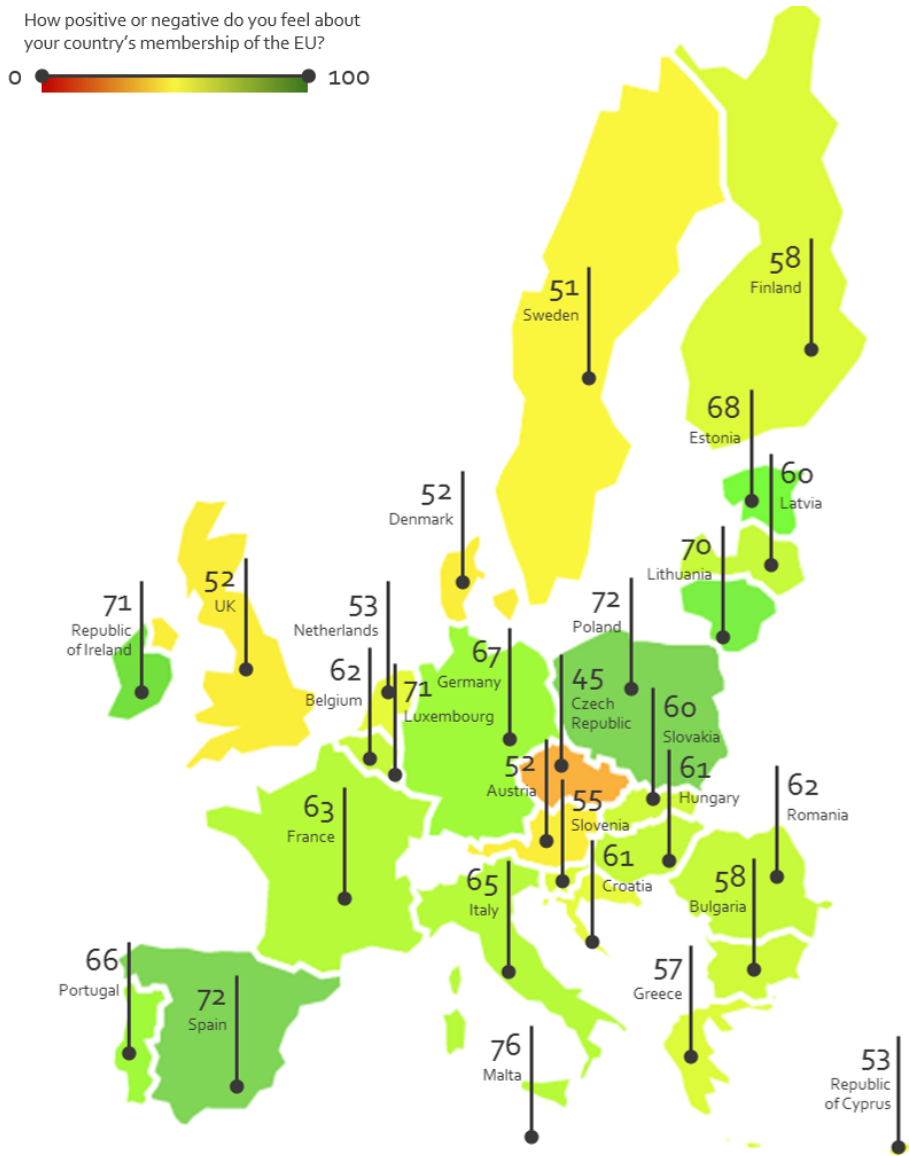 How positive or negative do you feel about
your country’s membership of the EU?
0
100
58
Finland
51
Sweden
68
Estonia
60
Latvia
52
Denmark
70
Lithuania
52
UK
71
Republic
of Ireland
53
Netherlands
72
Poland
62
Belgium
67
Germany
71
Luxembourg
45
Czech
Republic
60
Slovakia
52
Austria
61
Hungary
55
Slovenia
62
Romania
63
France
61
Croatia
65
Italy
58
Bulgaria
66
Portugal
72
Spain
57
Greece
76
Malta
53
Republic
of Cyprus